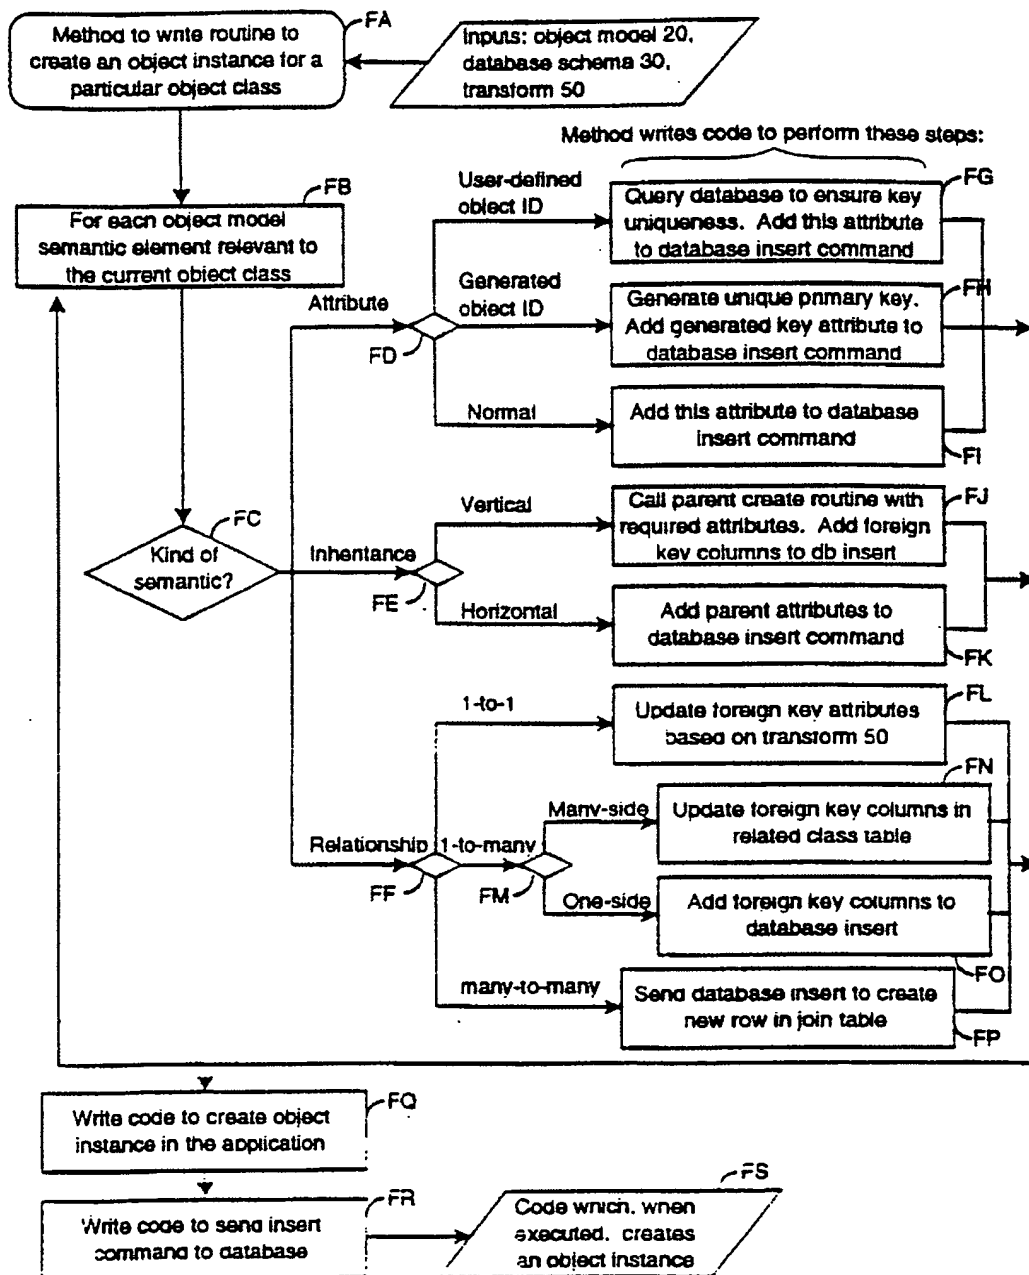 Method to write routine to
create an object instance for a
particular object class
FA
Inputs: object model 20,
database schema 30,
transform 50
Method writes code to perform these steps:
FB
For each object model
semantic element relevant to
the current object class
User-defined
object ID
FG
Query database to ensure key
uniqueness. Add this attribute
to database insert command
Attribute
FD
Generated
object ID
FH
Generate unique primary key.
Add generated key attribute to
database insert command
Normal
Add this attribute to database
insert command
FI
FC
Kind of
semantic?
Inheritance
FE
Vertical
Call parent create routine with
required attributes. Add foreign
key columns to db insert
FJ
Horizontal
Add parent attributes to
database insert command
FK
1-to-1
FL
Update foreign key attributes
based on transform 50
FN
Many-side
Update foreign key columns in
related class table
Relationship
FF
1-to-many
FM
One-side
Add foreign key columns to
database insert
FO
many-to-many
Send database insert to create
new row in join table
FP
FQ
Write code to create object
instance in the application
FR
Write code to send insert
command to database
FS
Code which, when
executed, creates
an object instance